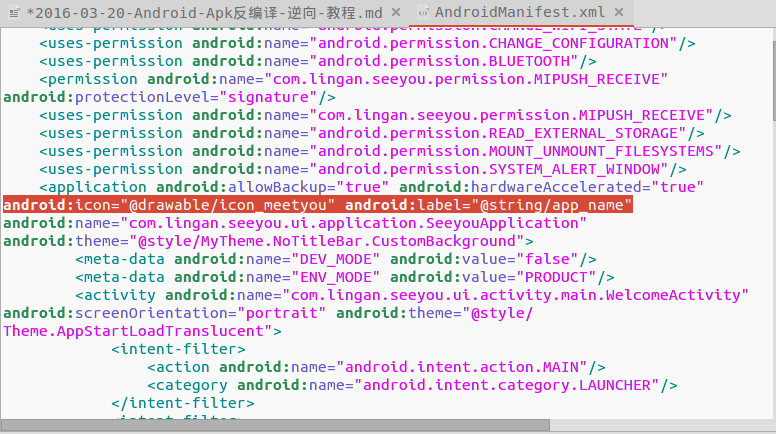 *2016-03-20-Android-Apk反编译-逆向-教程.md × AndroidManifest.xml ×
<uses-permission android:name="android.permission.CHANGE_WIFI_STATE"/>
<uses-permission android:name="android.permission.CHANGE_CONFIGURATION"/>
<uses-permission android:name="android.permission.BLUETOOTH"/>
<permission android:name="com.lingan.seeyou.permission.MIPUSH_RECEIVE"
android:protectionLevel="signature"/>
<uses-permission android:name="com.lingan.seeyou.permission.MIPUSH_RECEIVE"/>
<uses-permission android:name="android.permission.READ_EXTERNAL_STORAGE"/>
<uses-permission android:name="android.permission.MOUNT_UNMOUNT_FILESYSTEMS"/>
<uses-permission android:name="android.permission.SYSTEM_ALERT_WINDOW"/>
<application android:allowBackup="true" android:hardwareAccelerated="true"
android:icon="@drawable/icon_meetyou" android:label="@string/app_name"
android:name="com.lingan.seeyou.ui.application.SeeyouApplication"
android:theme="@style/MyTheme.NoTitleBar.CustomBackground">
<meta-data android:name="DEV_MODE" android:value="false"/>
<meta-data android:name="ENV_MODE" android:value="PRODUCT"/>
<activity android:name="com.lingan.seeyou.ui.activity.main.WelcomeActivity"
android:screenOrientation="portrait" android:theme="@style/
Theme.AppStartLoadTranslucent">
<intent-filter>
<action android:name="android.intent.action.MAIN"/>
<category android:name="android.intent.category.LAUNCHER"/>
</intent-filter>
<intent-filter>